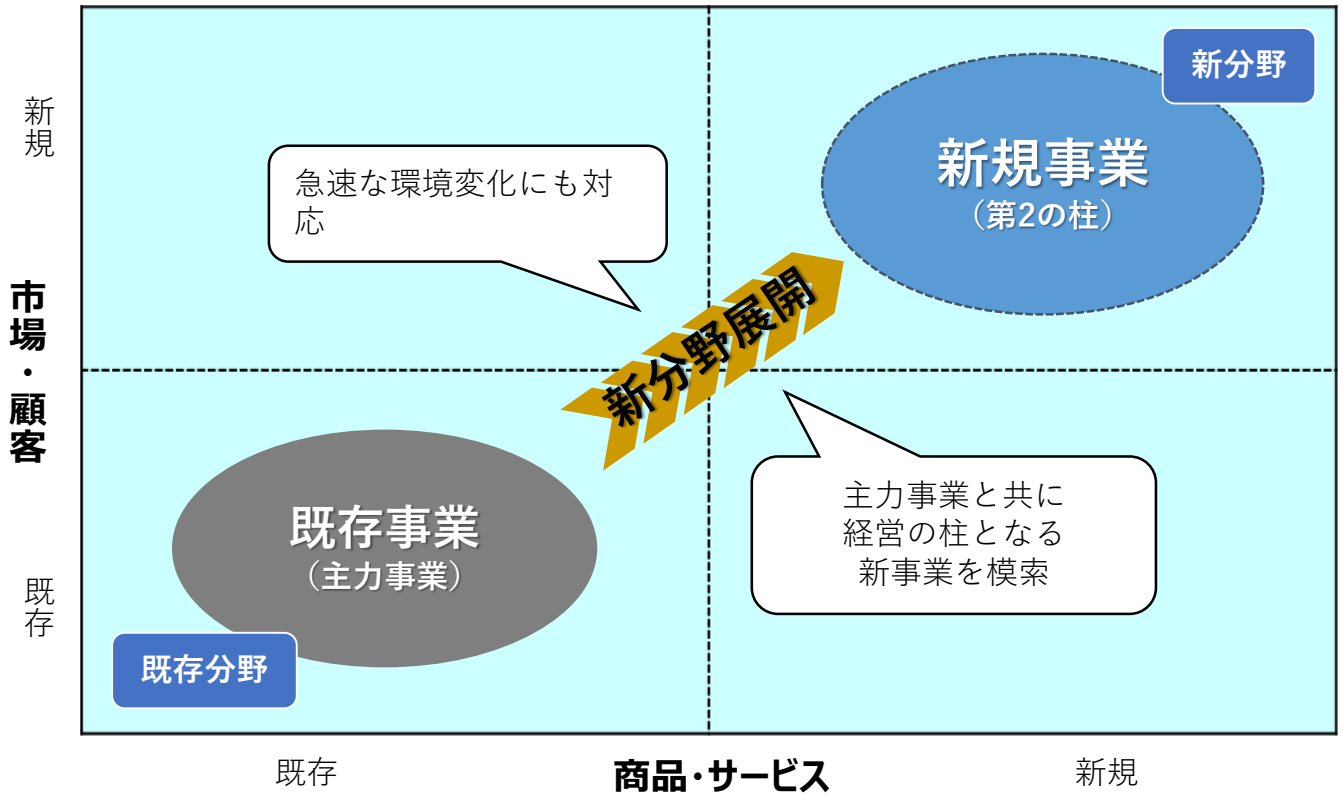 新分野
新規
新規事業
（第2の柱）
急速な環境変化にも対
応
市場・顧客
新分野展開
既存事業
（主力事業）
主力事業と共に
経営の柱となる
新事業を模索
既存
既存分野
既存
商品・サービス
新規